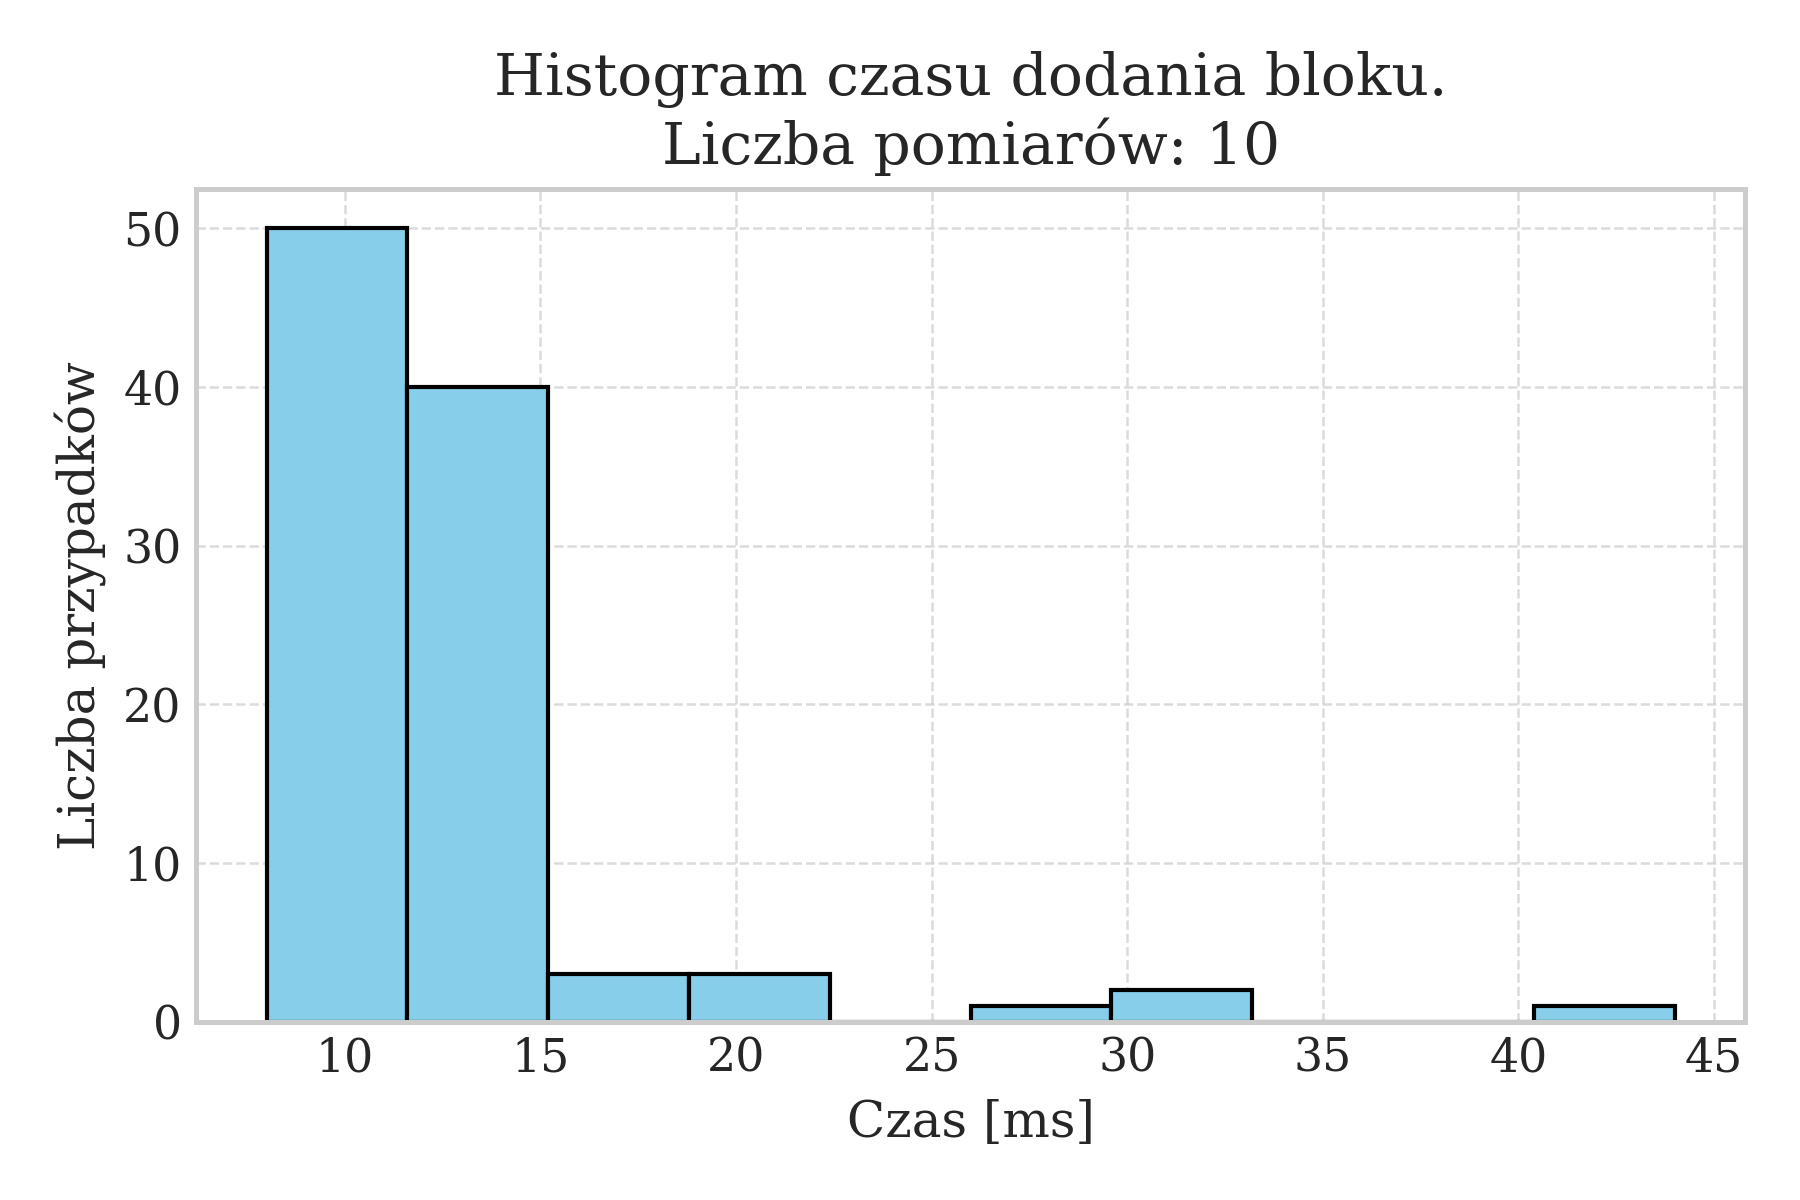 Histogram czasu dodania bloku.
Liczba pomiarów: 10
Liczba przypadków
50
40
30
20
10
0
10 15 20 25 30 35 40 45
Czas [ms]